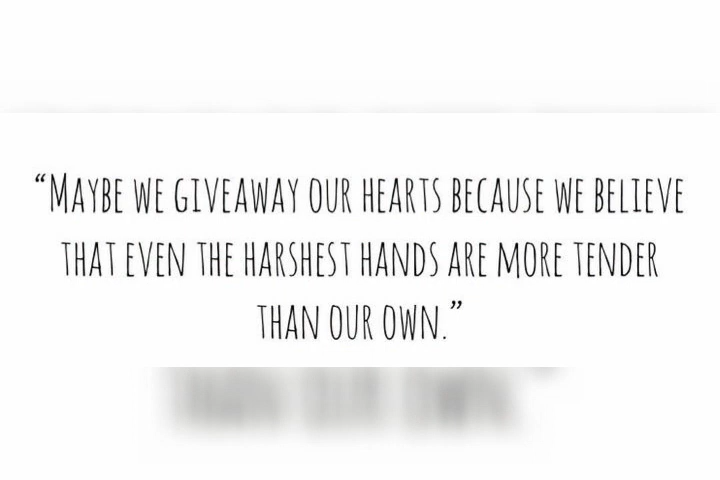 “MAYBE WE GIVEAWAY OUR HEARTS BECAUSE WE BELIEVE
THAT EVEN THE HARSHEST HANDS ARE MORE TENDER
THAN OUR OWN.”